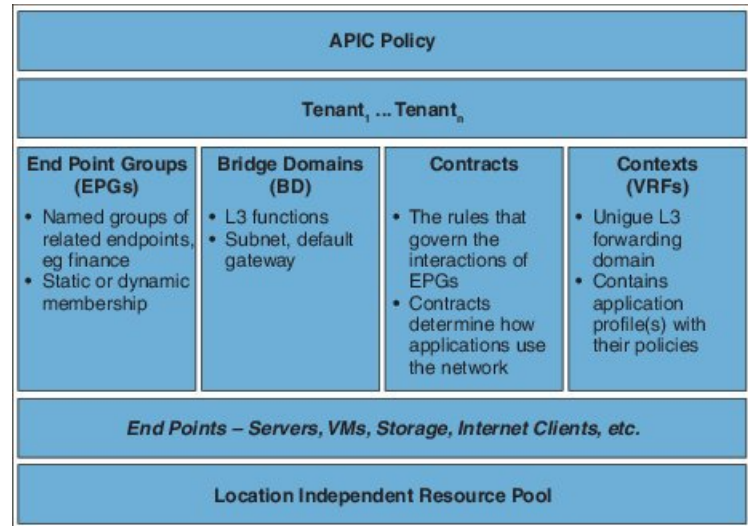 APIC Policy
Tenant1 ... Tenantn
End Point Groups
(EPGs)
• Named groups of
related endpoints,
eg finance
• Static or dynamic
membership
Bridge Domains
(BD)
• L3 functions
• Subnet, default
gateway
Contracts
• The rules that
govern the
interactions of
EPGs
• Contracts
determine how
applications use
the network
Contexts
(VRFs)
• Unigue L3
forwarding
domain
• Contains
application
profile(s) with
their policies
End Points – Servers, VMs, Storage, Internet Clients, etc.
Location Independent Resource Pool